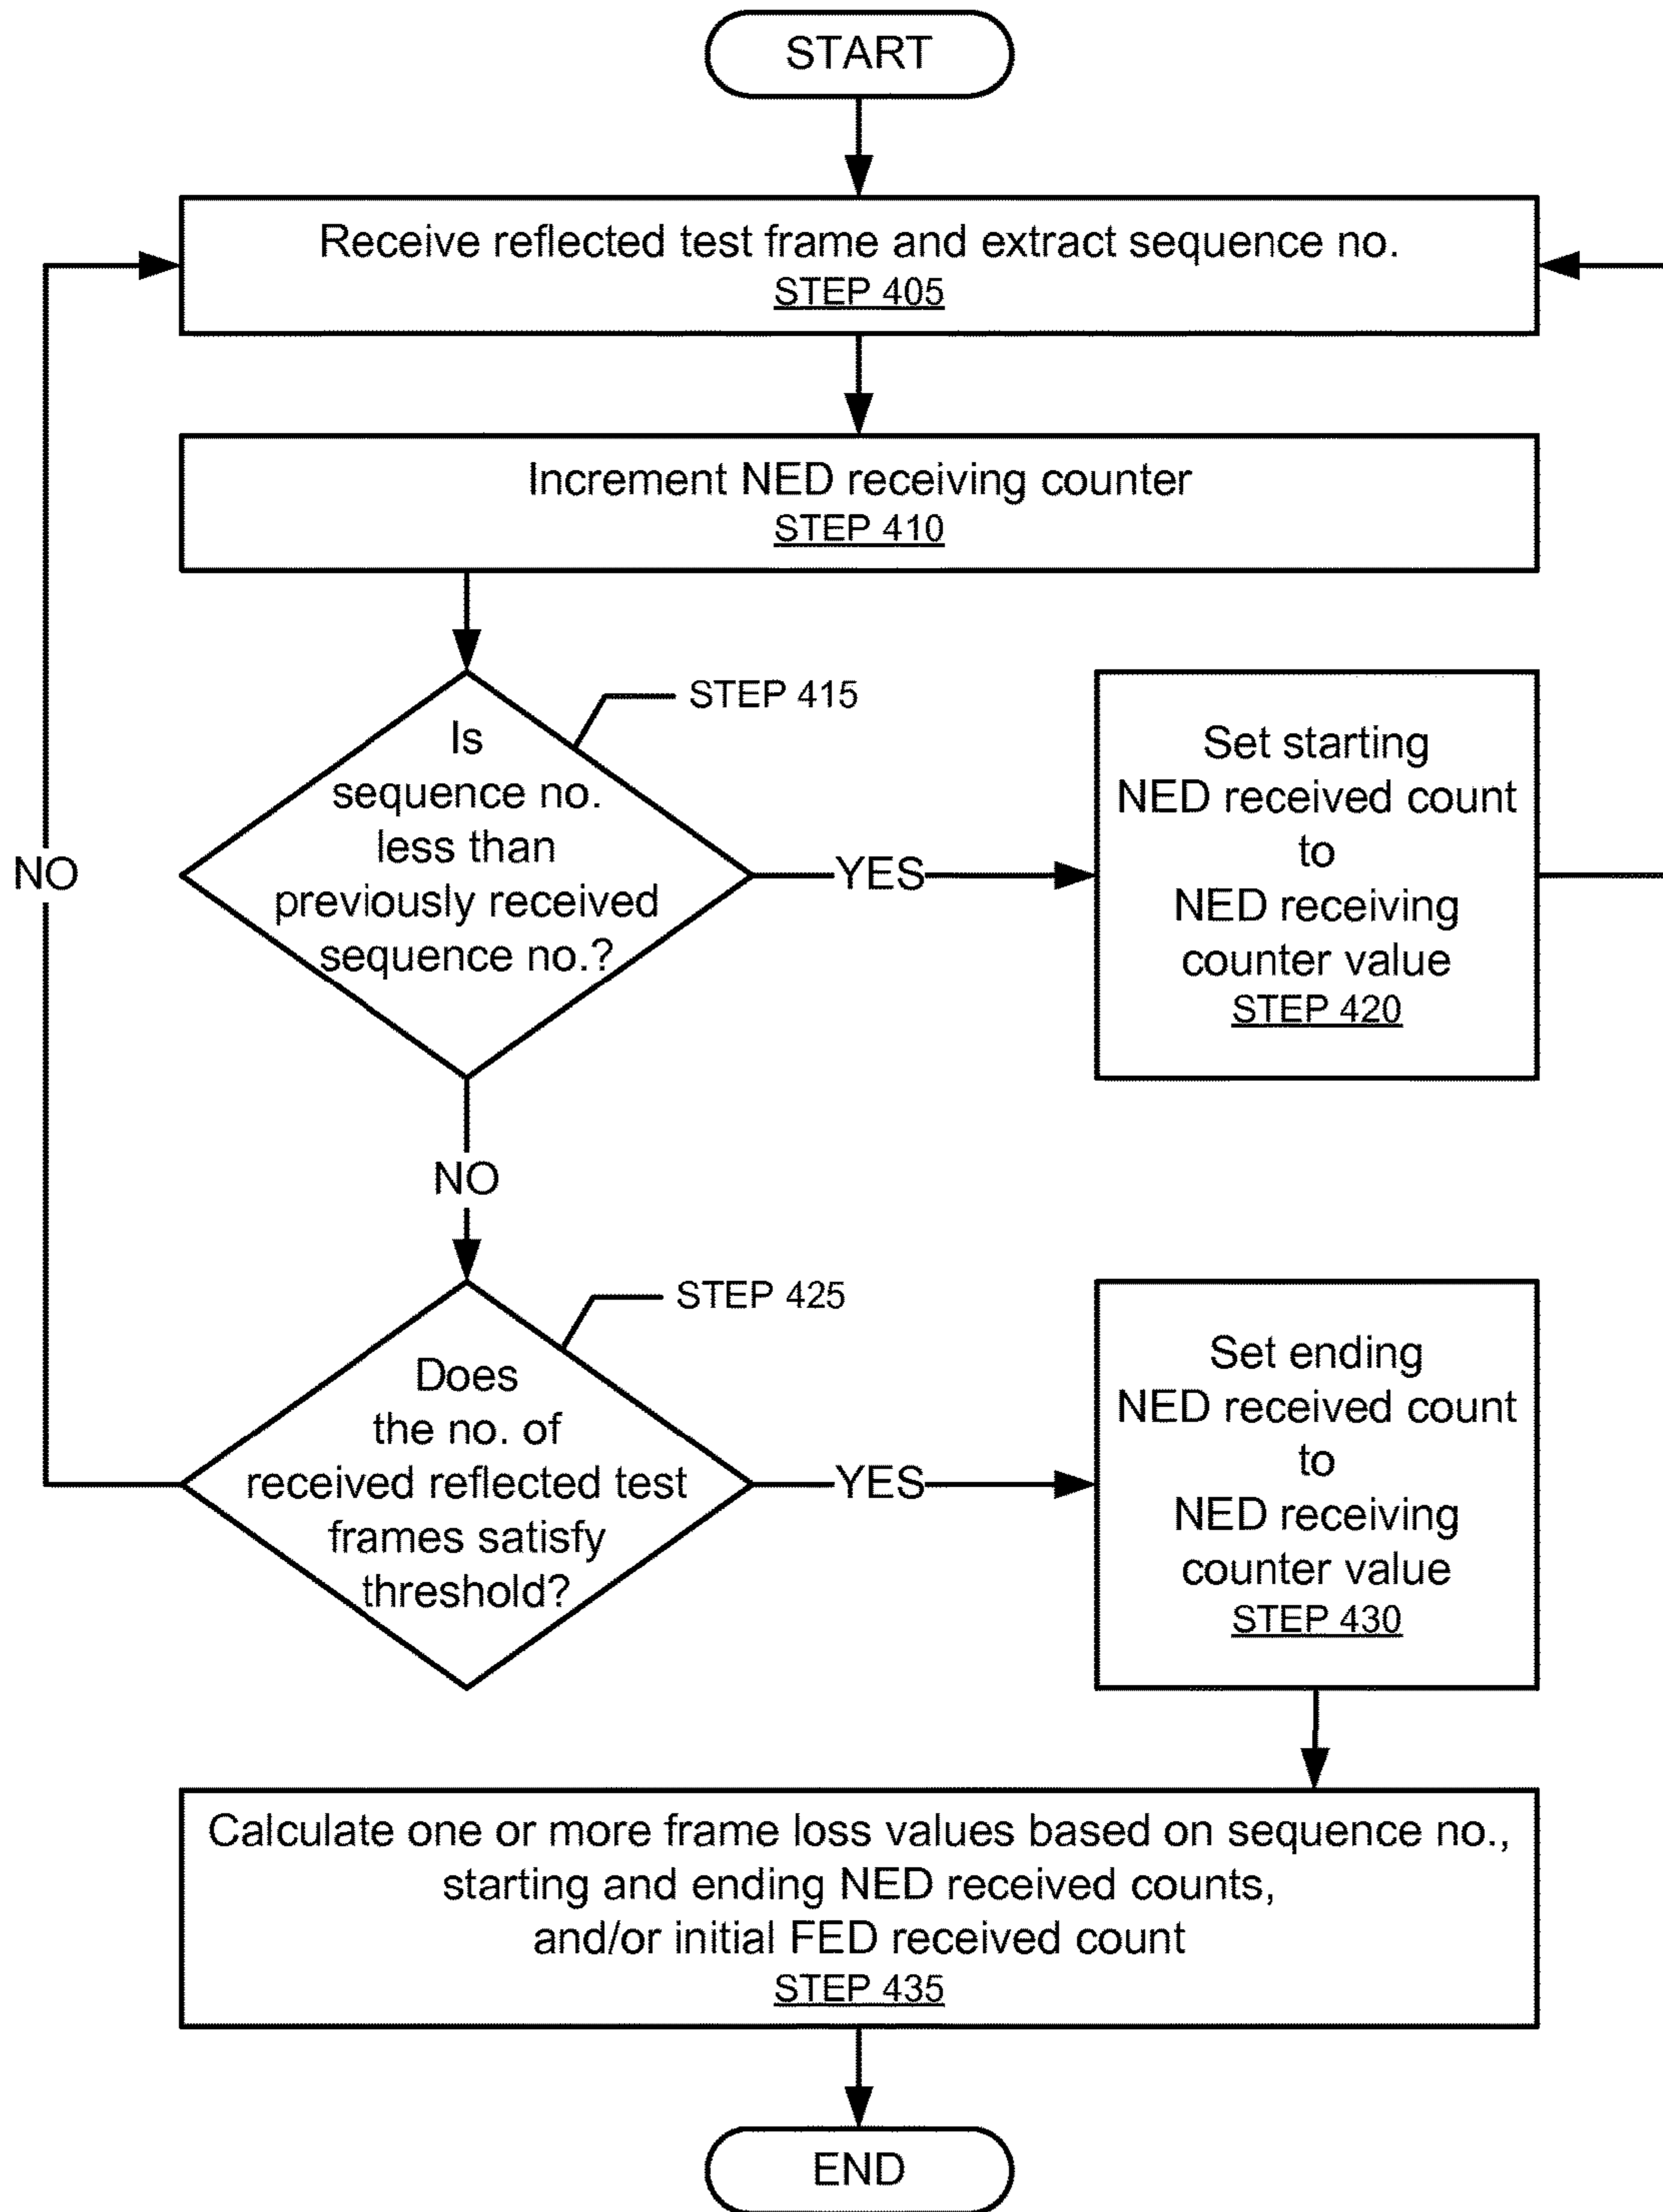 START
Receive reflected test frame and extract sequence no.
STEP 405
Increment NED receiving counter
STEP 410
STEP 415
Is
sequence no.
less than
previously received
sequence no.?
YES
Set starting
NED received count
to
NED receiving
counter value
STEP 420
NO
NO
STEP 425
Does
the no. of
received reflected test
frames satisfy
threshold?
YES
Set ending
NED received count
to
NED receiving
counter value
STEP 430
Calculate one or more frame loss values based on sequence no.,
starting and ending NED received counts,
and/or initial FED received count
STEP 435
END